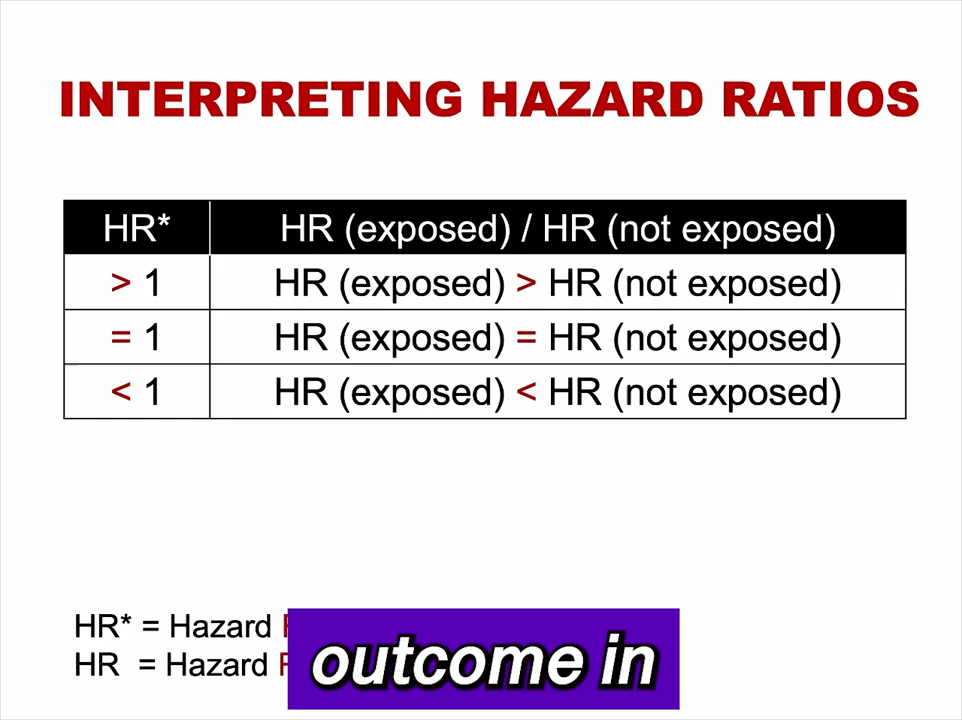 INTERPRETING HAZARD RATIOS
HR* HR (exposed) / HR (not exposed)
> 1 HR (exposed) > HR (not exposed)
= 1 HR (exposed) = HR (not exposed)
< 1 HR (exposed) < HR (not exposed)
HR* = Hazard
HR = Hazard
outcome in